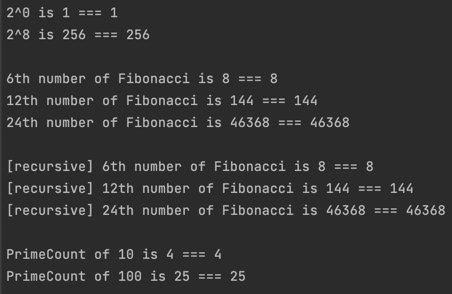 2^0 is 1 === 1
2^8 is 256 === 256
6th number of Fibonacci is 8 === 8
12th number of Fibonacci is 144 === 144
24th number of Fibonacci is 46368 === 46368
[recursive] 6th number of Fibonacci is 8 === 8
[recursive] 12th number of Fibonacci is 144 === 144
[recursive] 24th number of Fibonacci is 46368 === 46368
PrimeCount of 10 is 4 === 4
PrimeCount of 100 is 25 === 25